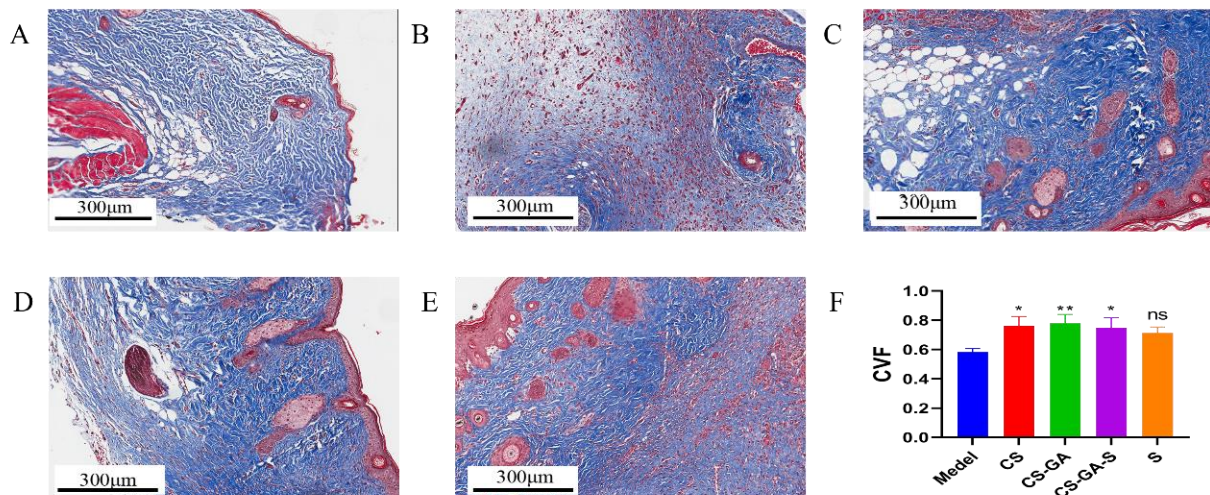 A
B
C
300μm
300μm
300μm
D
E
F
300μm
300μm
CVF
1.0
0.8
0.6
0.4
0.2
0.0
*
**
*
ns
Medel
CS
CS-GA
CS-GA-S
S